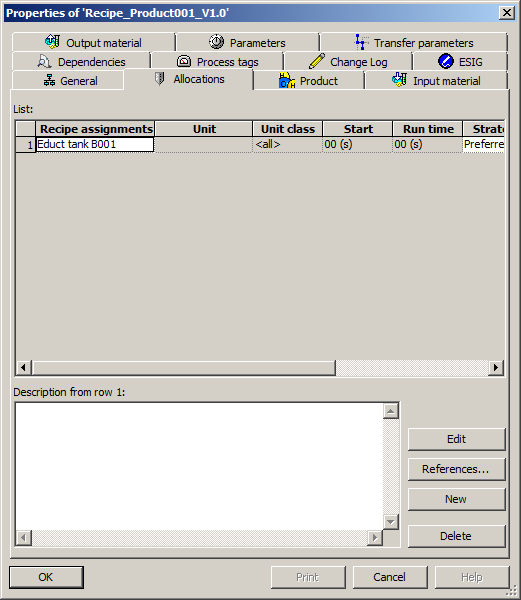 Properties of 'Recipe_Product001_V1.0'
Output material Parameters Transfer parameters
Dependencies Process tags Change Log ESIG
General Allocations Product Input material
List:
Recipe assignments Unit Unit class Start Run time Strate
1 Educt tank B001 <all> 00 (s) 00 (s) Preferre
Description from row 1:
Edit
References...
New
Delete
OK Print Cancel Help